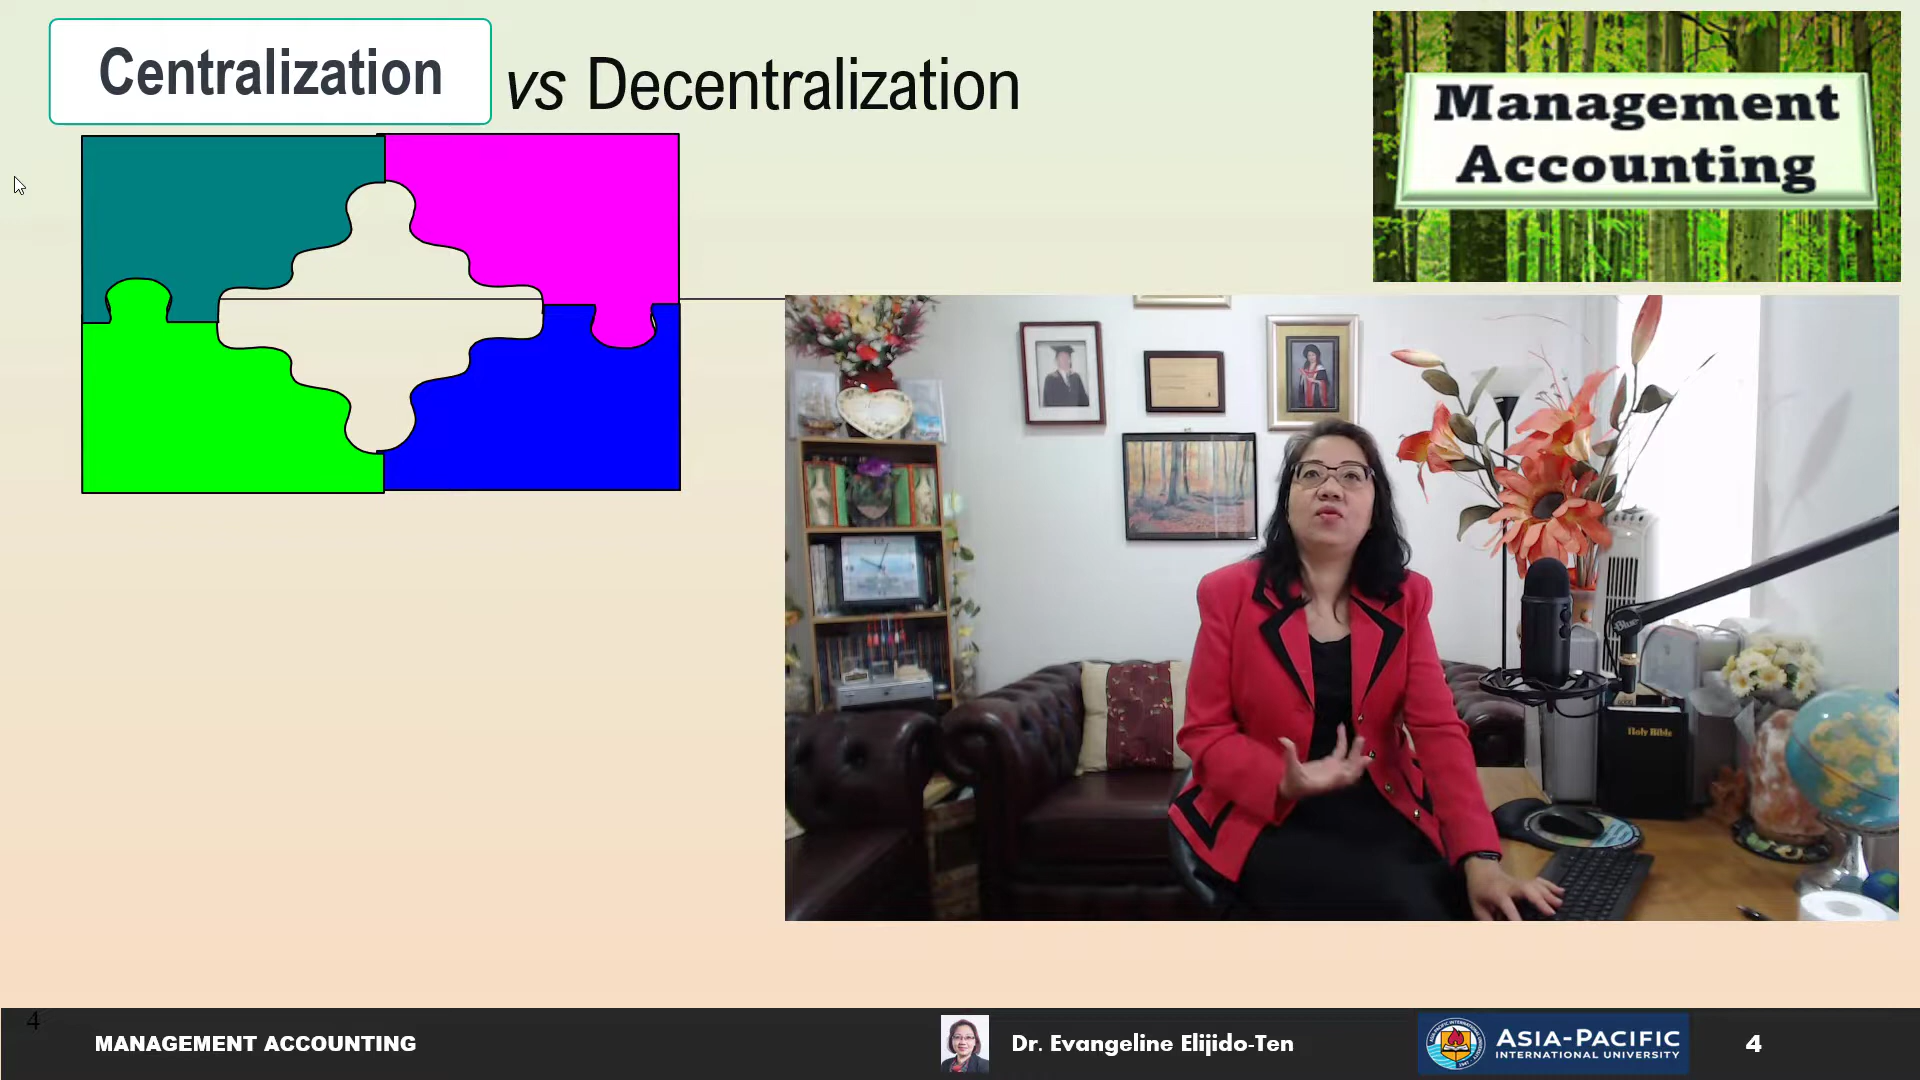 Centralization vs Decentralization
Management
Accounting
Blue
Holy Bible
4
MANAGEMENT ACCOUNTING
Dr. Evangeline Elijido-Ten
ASIA-PACIFIC
INTERNATIONAL UNIVERSITY
4